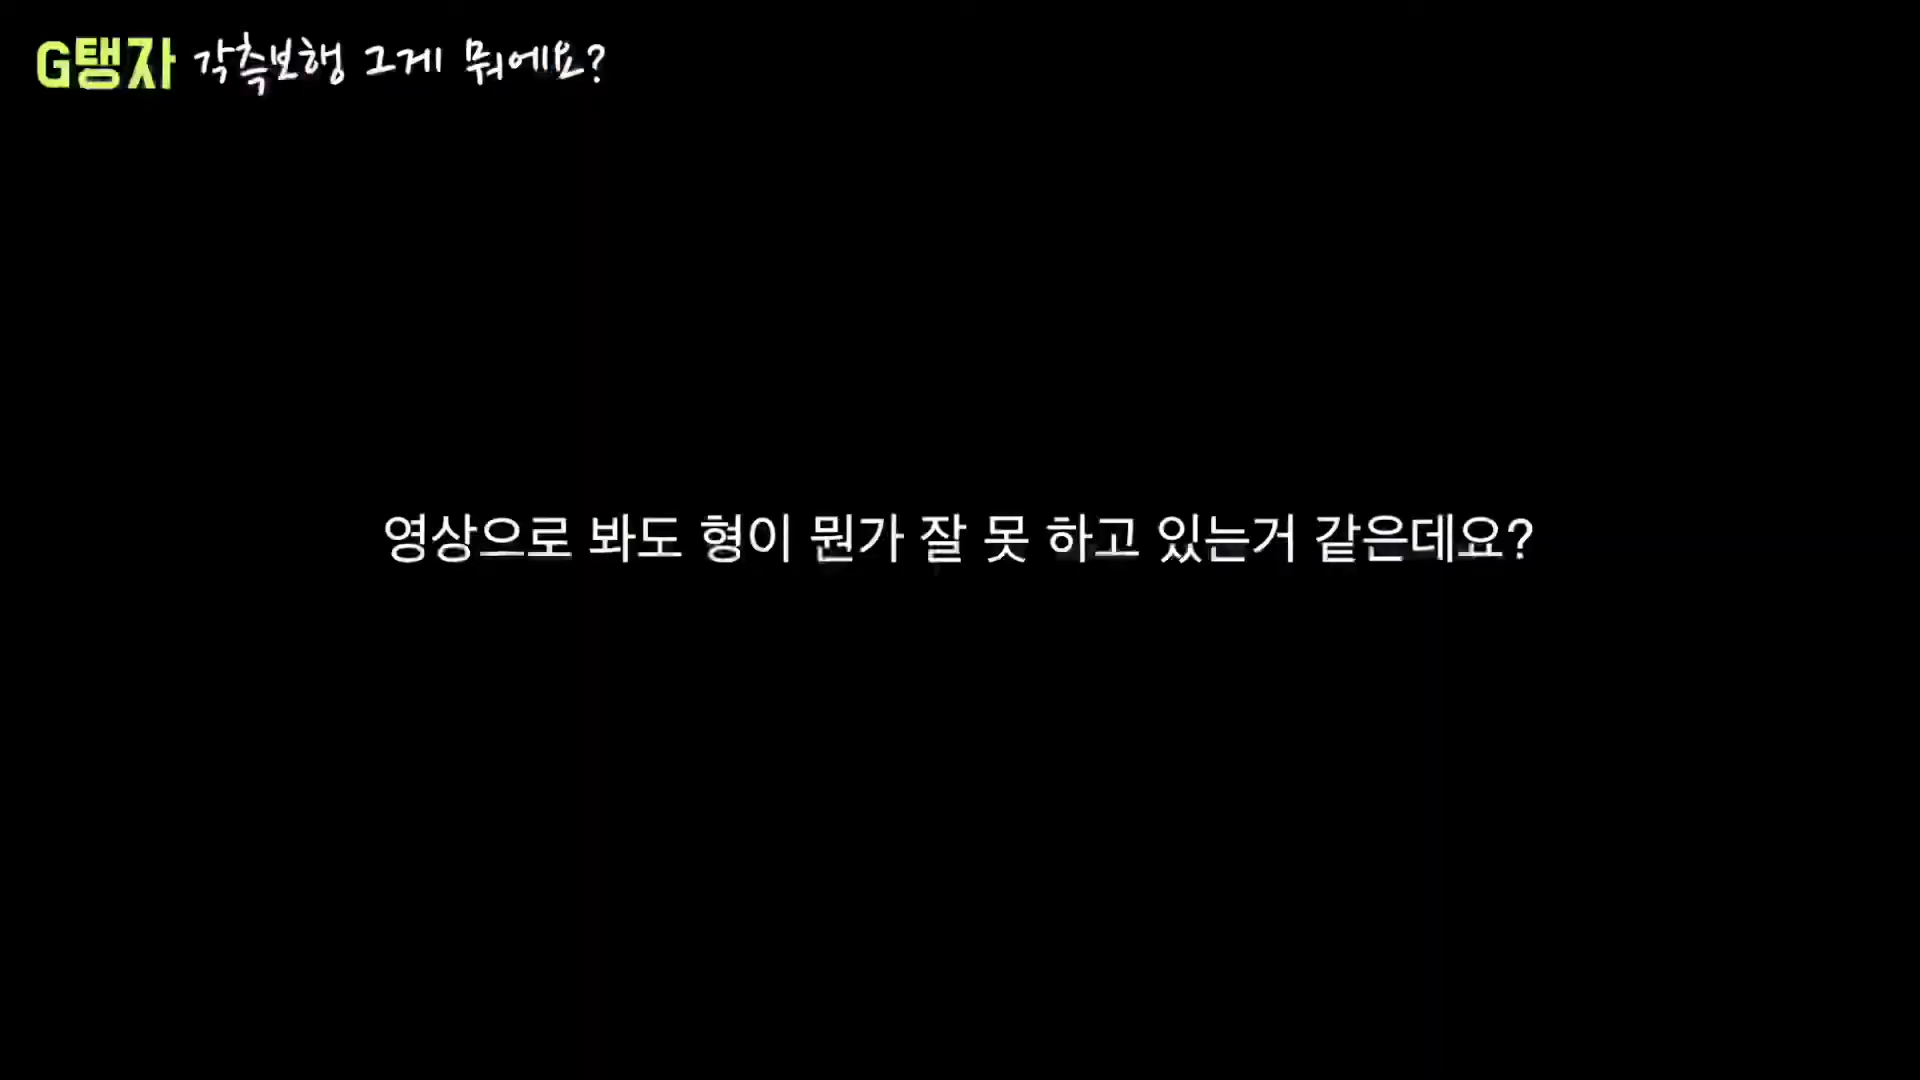 G탱자 각측보행 그게 뭐에요?
영상으로 봐도 형이 뭔가 잘 못 하고 있는거 같은데요?